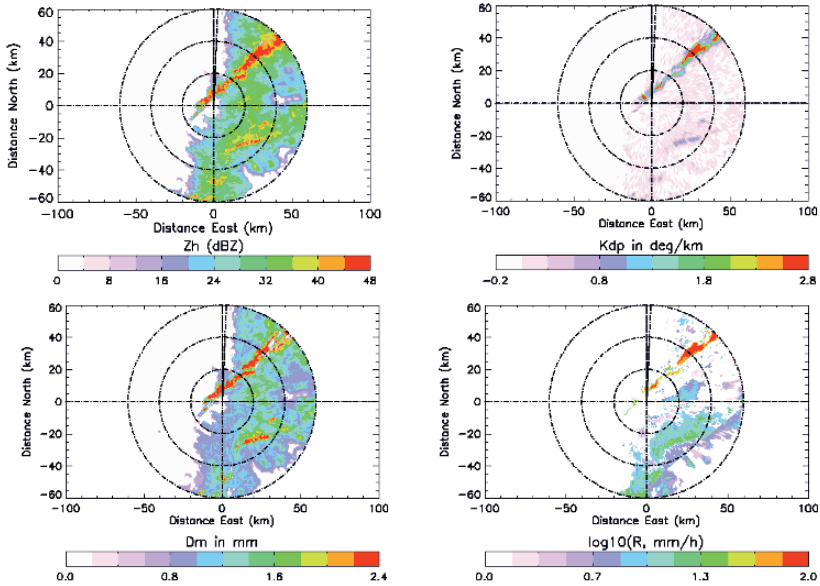 60
40
20
0
−20
−40
−60
Distance North (km)
−100 −50 0 50 100
Distance East (km)
Zh (dBZ)
0 8 16 24 32 40 48
60
40
20
0
−20
−40
−60
Distance North (km)
−100 −50 0 50 100
Distance East (km)
Kdp in deg/km
−0.2 0.8 1.8 2.8
60
40
20
0
−20
−40
−60
Distance North (km)
−100 −50 0 50 100
Distance East (km)
Dm in mm
0.0 0.8 1.6 2.4
60
40
20
0
−20
−40
−60
Distance North (km)
−100 −50 0 50 100
Distance East (km)
log10(R, mm/h)
0.0 0.7 1.3 2.0